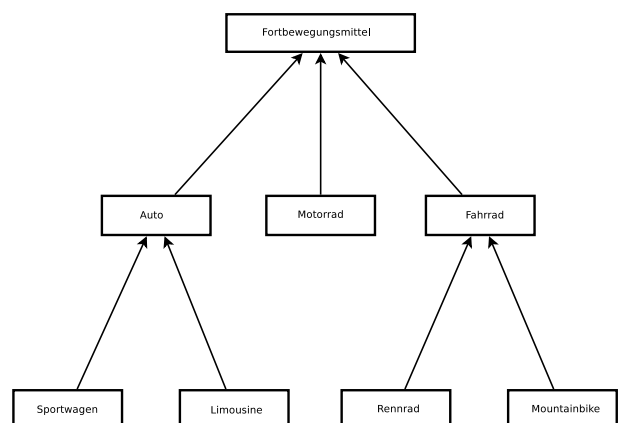 Fortbewegungsmittel
Auto
Motorrad
Fahrrad
Sportwagen
Limousine
Rennrad
Mountainbike